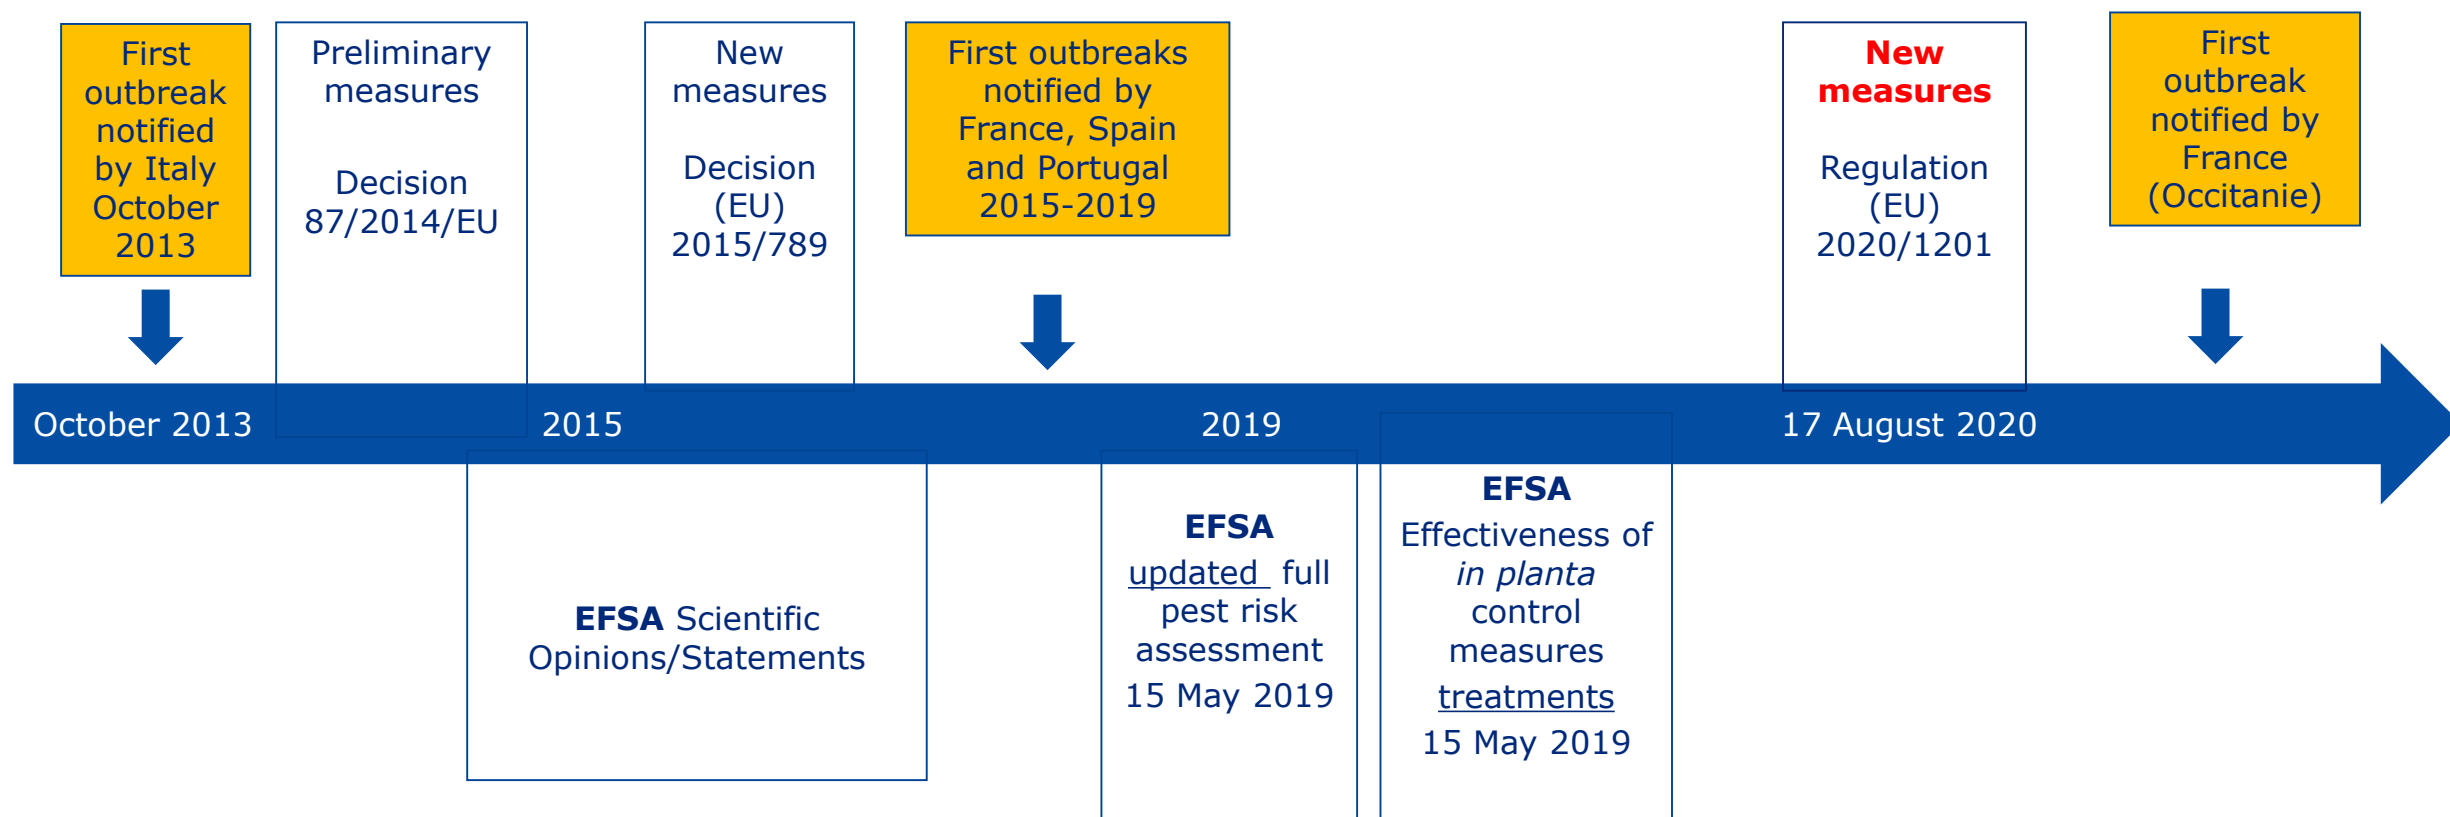 First
outbreak
notified
by Italy
October
2013
Preliminary
measures
Decision
87/2014/EU
New
measures
Decision
(EU)
2015/789
First outbreaks
notified by
France, Spain
and Portugal
2015-2019
New
measures
Regulation
(EU)
2020/1201
First
outbreak
notified by
France
(Occitanie)
October 2013
2015
2019
17 August 2020
EFSA Scientific
Opinions/Statements
EFSA
updated full
pest risk
assessment
15 May 2019
EFSA
Effectiveness of
in planta
control
measures
treatments
15 May 2019